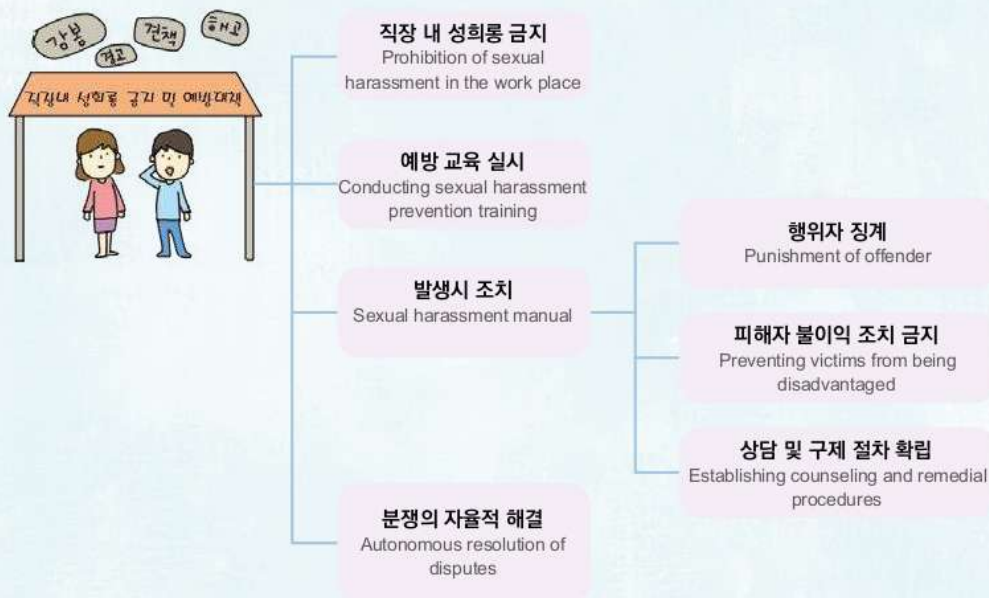 감봉
경고
견책
해고
직장내 성희롱 금지 및 예방대책
직장 내 성희롱 금지
Prohibition of sexual
harassment in the work place
예방 교육 실시
Conducting sexual harassment
prevention training
발생시 조치
Sexual harassment manual
행위자 징계
Punishment of offender
피해자 불이익 조치 금지
Preventing victims from being
disadvantaged
상담 및 구제 절차 확립
Establishing counseling and remedial
procedures
분쟁의 자율적 해결
Autonomous resolution of
disputes